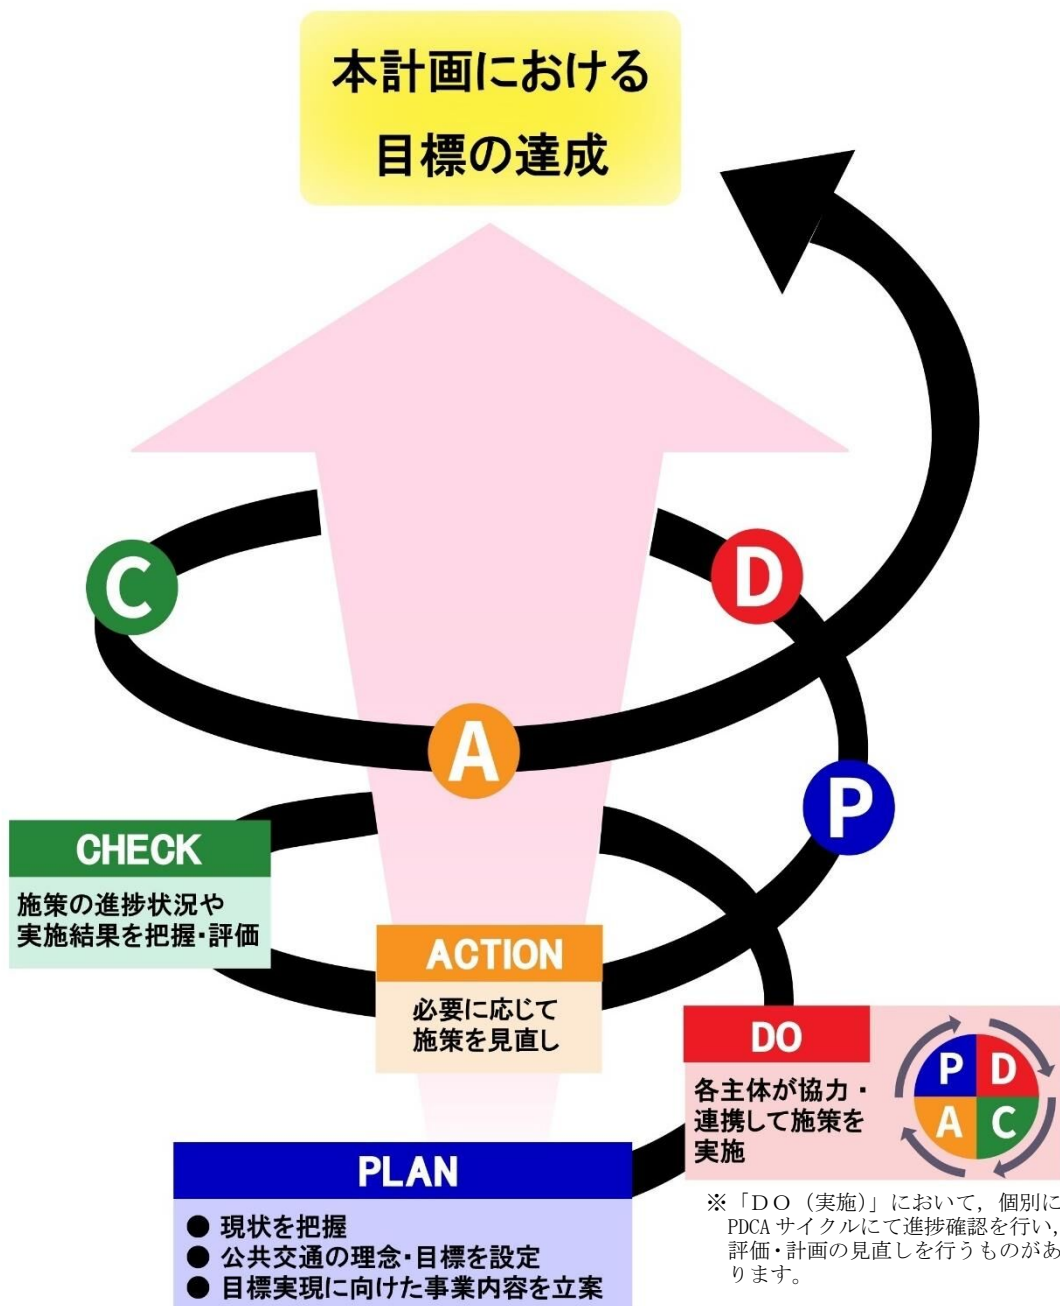 本計画における
目標の達成
C
D
A
P
CHECK
施策の進捗状況や
実施結果を把握・評価
ACTION
必要に応じて
施策を見直し
DO
各主体が協力・
連携して施策を
実施
P D
A C
PLAN
● 現状を把握
● 公共交通の理念・目標を設定
● 目標実現に向けた事業内容を立案
※「ＤＯ（実施）」において，個別に
PDCAサイクルにて進捗確認を行い，
評価・計画の見直しを行うものがあ
ります。